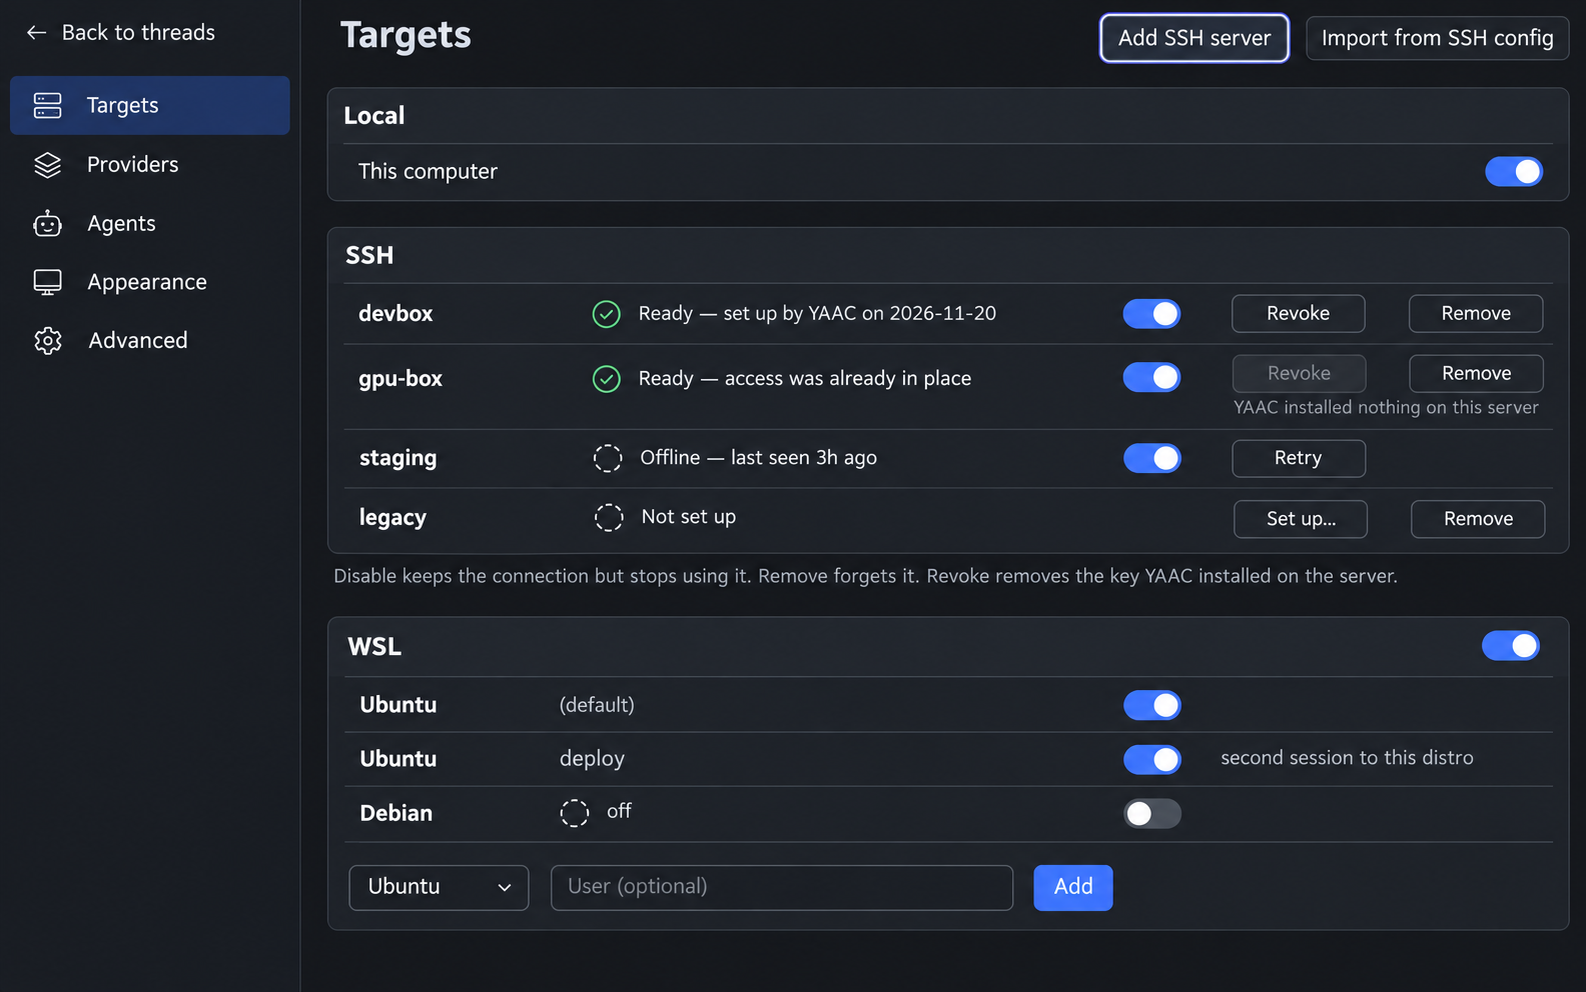 Back to threads
Targets
Providers
Agents
Appearance
Advanced
Targets
Add SSH server
Import from SSH config
Local
This computer
SSH
devbox
Ready — set up by YAAC on 2026-11-20
Revoke
Remove
gpu-box
Ready — access was already in place
Revoke
Remove
YAAC installed nothing on this server
staging
Offline — last seen 3h ago
Retry
legacy
Not set up
Set up...
Remove
Disable keeps the connection but stops using it. Remove forgets it. Revoke removes the key YAAC installed on the server.
WSL
Ubuntu
(default)
Ubuntu
deploy
second session to this distro
Debian
off
Ubuntu
User (optional)
Add